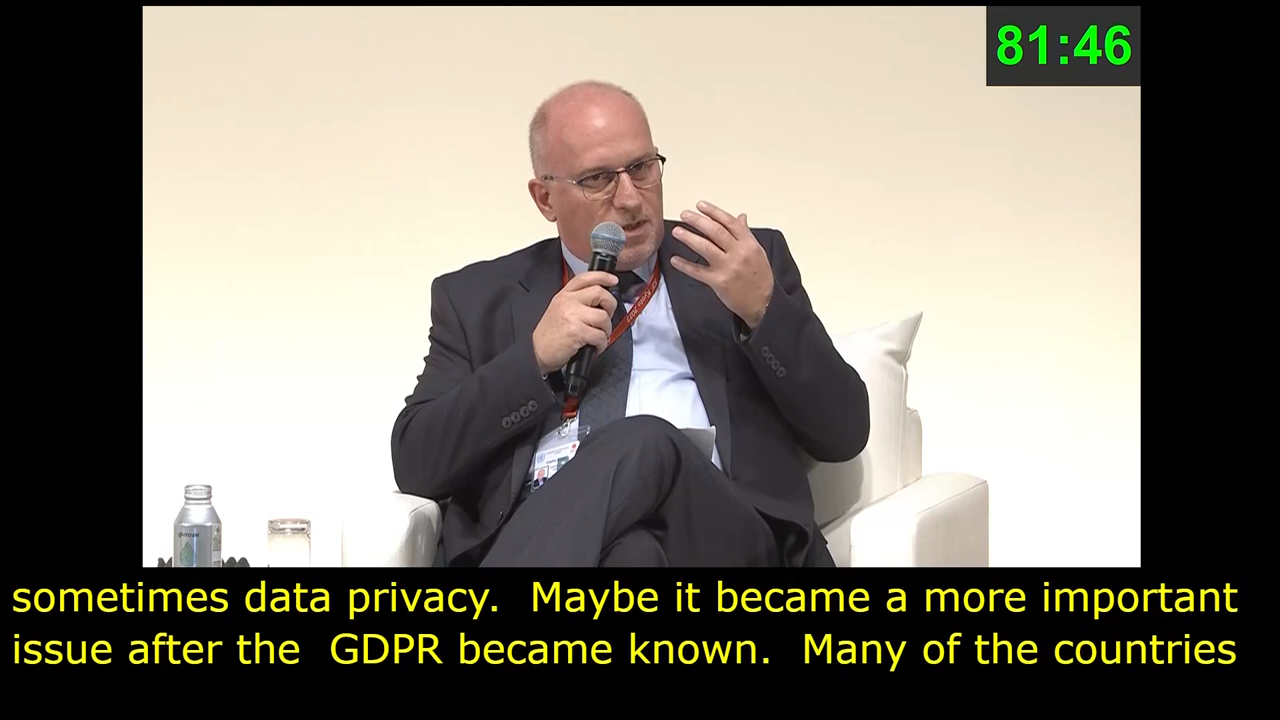 81:46
sometimes data privacy.  Maybe it became a more important
issue after the  GDPR became known.  Many of the countries